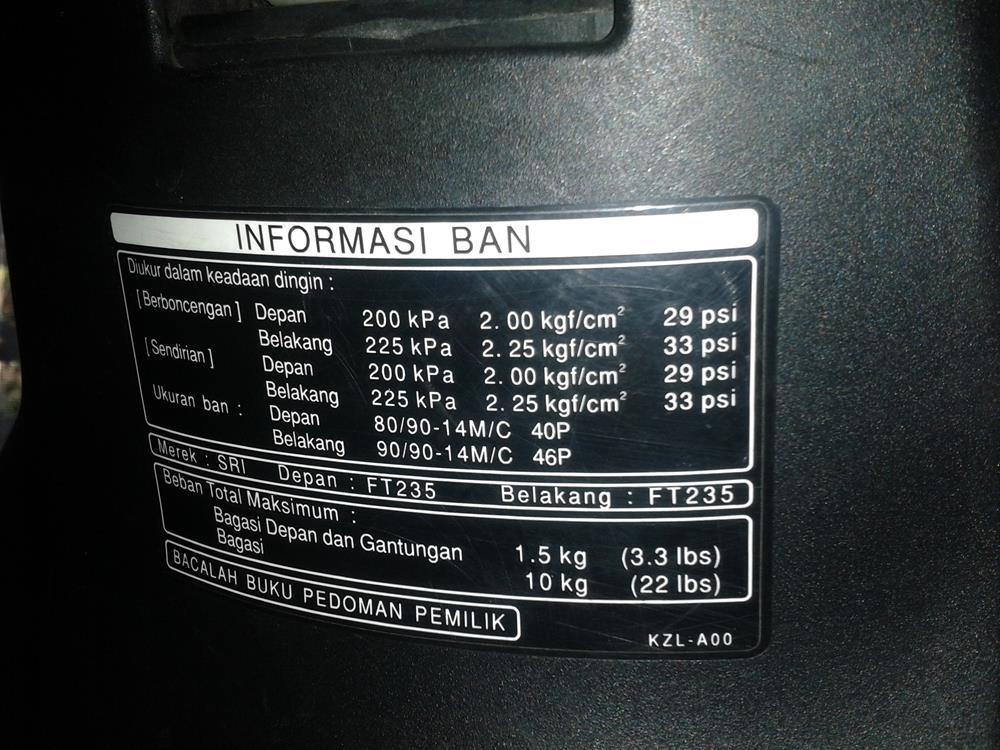 INFORMASI BAN
Diukur dalam keadaan dingin :
[Berboncengan] Depan 200 kPa 2.00 kgf/cm² 29 psi
Belakang 225 kPa 2.25 kgf/cm² 33 psi
[Sendirian] Depan 200 kPa 2.00 kgf/cm² 29 psi
Belakang 225 kPa 2.25 kgf/cm² 33 psi
Ukuran ban : Depan 80/90-14M/C 40P
Belakang 90/90-14M/C 46P
Merek : SRI Depan : FT235 Belakang : FT235
Beban Total Maksimum :
Bagasi Depan dan Gantungan 1.5 kg (3.3 lbs)
Bagasi 10 kg (22 lbs)
BACALAH BUKU PEDOMAN PEMILIK
KZL-A00